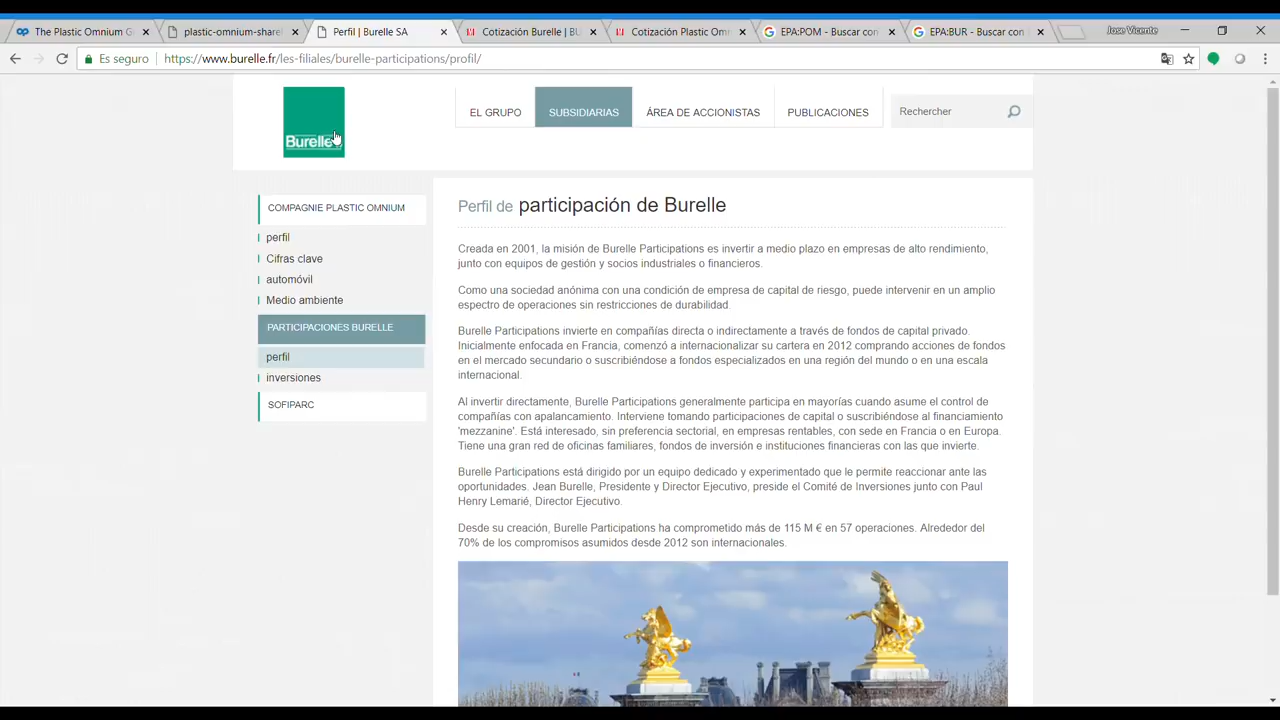 The Plastic Omnium G
plastic-omnium-share
Perfil | Burelle SA
Cotización Burelle | BU
Cotización Plastic Omn
EPA:POM - Buscar con
EPA:BUR - Buscar con
Jose Vicente
Es seguro
https://www.burelle.fr/les-filiales/burelle-participations/profil/
Burelle
EL GRUPO
SUBSIDIARIAS
ÁREA DE ACCIONISTAS
PUBLICACIONES
Rechercher
COMPAGNIE PLASTIC OMNIUM
perfil
Cifras clave
automóvil
Medio ambiente
PARTICIPACIONES BURELLE
perfil
inversiones
SOFIPARC
Perfil de participación de Burelle
Creada en 2001, la misión de Burelle Participations es invertir a medio plazo en empresas de alto rendimiento,
junto con equipos de gestión y socios industriales o financieros.
Como una sociedad anónima con una condición de empresa de capital de riesgo, puede intervenir en un amplio
espectro de operaciones sin restricciones de durabilidad.
Burelle Participations invierte en compañías directa o indirectamente a través de fondos de capital privado.
Inicialmente enfocada en Francia, comenzó a internacionalizar su cartera en 2012 comprando acciones de fondos
en el mercado secundario o suscribiéndose a fondos especializados en una región del mundo o en una escala
internacional.
Al invertir directamente, Burelle Participations generalmente participa en mayorías cuando asume el control de
compañías con apalancamiento. Interviene tomando participaciones de capital o suscribiéndose al financiamiento
'mezzanine'. Está interesado, sin preferencia sectorial, en empresas rentables, con sede en Francia o en Europa.
Tiene una gran red de oficinas familiares, fondos de inversión e instituciones financieras con las que invierte.
Burelle Participations está dirigido por un equipo dedicado y experimentado que le permite reaccionar ante las
oportunidades. Jean Burelle, Presidente y Director Ejecutivo, preside el Comité de Inversiones junto con Paul
Henry Lemarié, Director Ejecutivo.
Desde su creación, Burelle Participations ha comprometido más de 115 M € en 57 operaciones. Alrededor del
70% de los compromisos asumidos desde 2012 son internacionales.